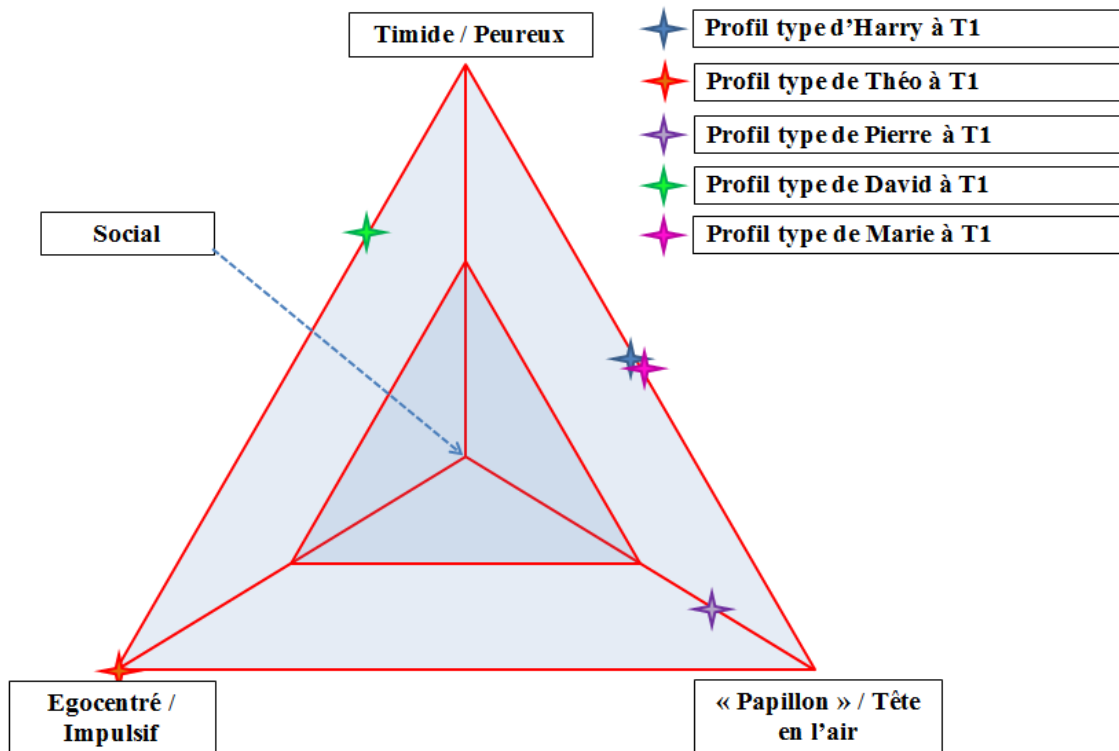 Timide / Peureux
Profil type d’Harry à T1
Profil type de Théo à T1
Profil type de Pierre à T1
Profil type de David à T1
Profil type de Marie à T1
Social
Egocentré /
Impulsif
« Papillon » / Tête
en l’air